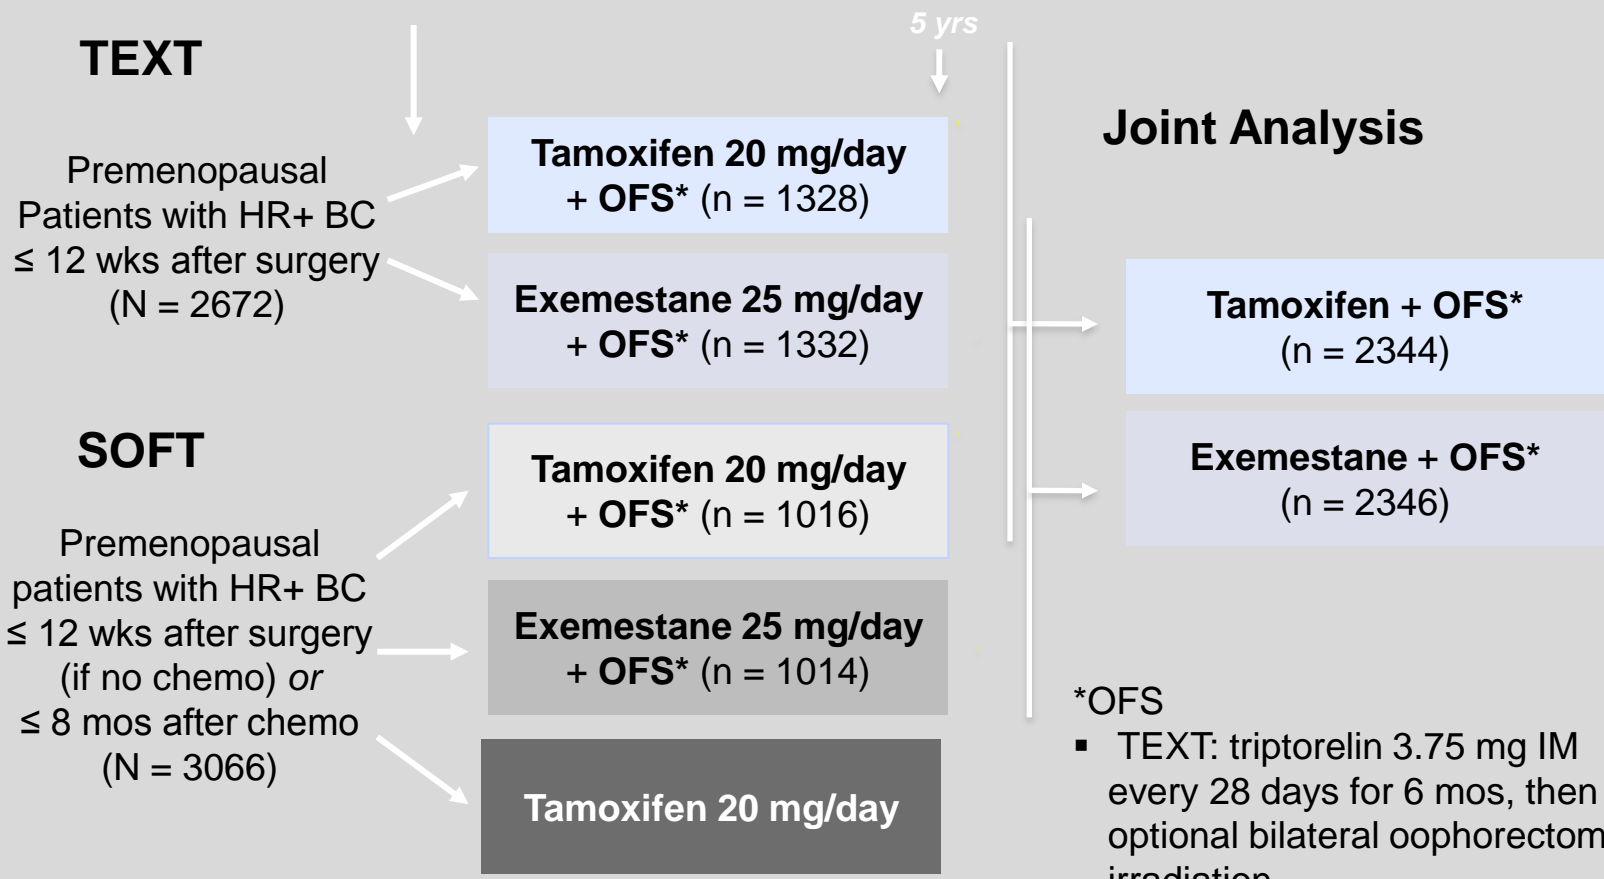 5 yrs
TEXT
Premenopausal
Patients with HR+ BC
≤ 12 wks after surgery
(N = 2672)
Tamoxifen 20 mg/day
+ OFS* (n = 1328)
Exemestane 25 mg/day
+ OFS* (n = 1332)
SOFT
Premenopausal
patients with HR+ BC
≤ 12 wks after surgery
(if no chemo) or
≤ 8 mos after chemo
(N = 3066)
Tamoxifen 20 mg/day
+ OFS* (n = 1016)
Exemestane 25 mg/day
+ OFS* (n = 1014)
Tamoxifen 20 mg/day
Joint Analysis
Tamoxifen + OFS*
(n = 2344)
Exemestane + OFS*
(n = 2346)
*OFS
▪ TEXT: triptorelin 3.75 mg IM
every 28 days for 6 mos, then
optional bilateral oophorectom
irradiation